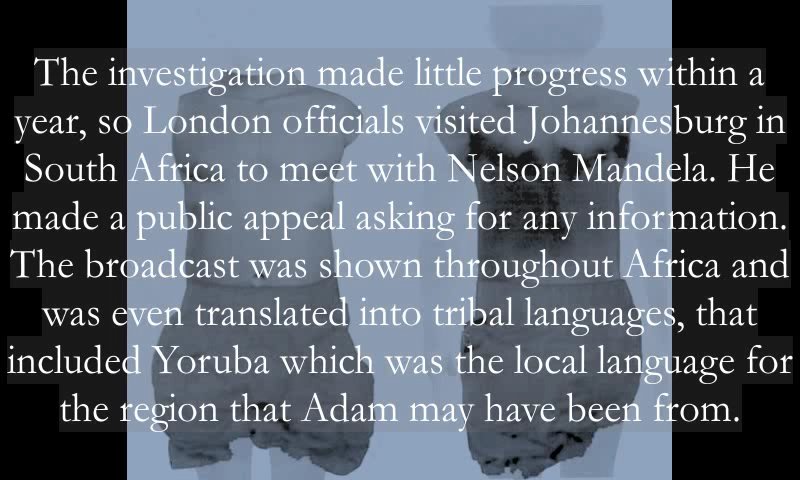 The investigation made little progress within a
year, so London officials visited Johannesburg in
South Africa to meet with Nelson Mandela. He
made a public appeal asking for any information.
The broadcast was shown throughout Africa and
was even translated into tribal languages, that
included Yoruba which was the local language for
the region that Adam may have been from.